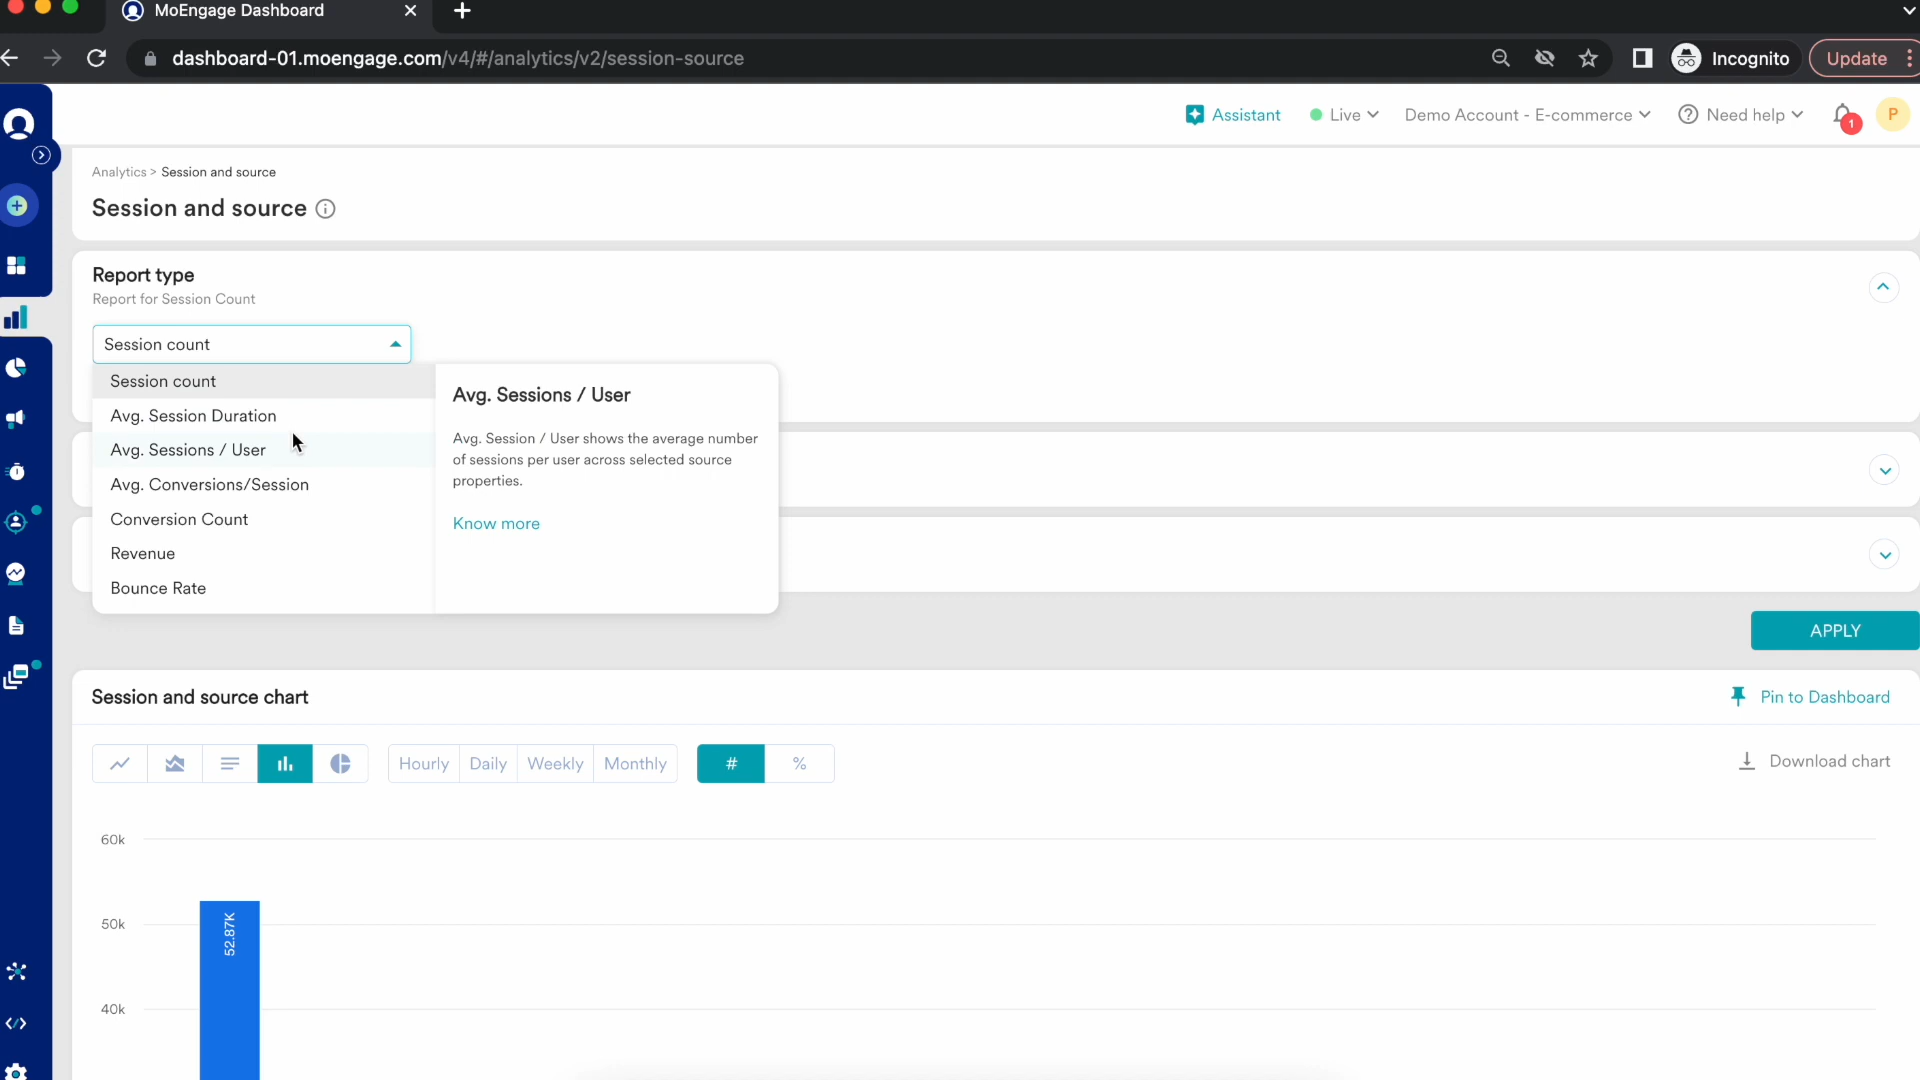 MoEngage Dashboard
dashboard-01.moengage.com/v4/#/analytics/v2/session-source
Incognito
Update
Assistant
Live
Demo Account - E-commerce
Need help
1
P
Analytics > Session and source
Session and source
Report type
Report for Session Count
Session count
Session count
Avg. Session Duration
Avg. Sessions / User
Avg. Conversions/Session
Conversion Count
Revenue
Bounce Rate
Avg. Sessions / User
Avg. Session / User shows the average number
of sessions per user across selected source
properties.
Know more
APPLY
Session and source chart
Pin to Dashboard
Hourly
Daily
Weekly
Monthly
#
%
Download chart
60k
50k
40k
52.87K